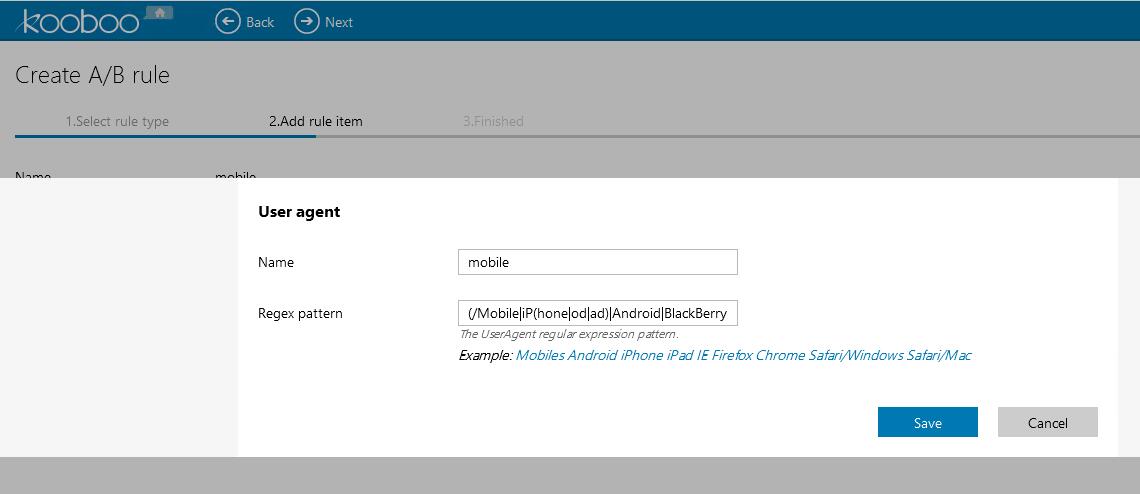 kooboo
Back
Next
Create A/B rule
1.Select rule type
2.Add rule item
3.Finished
Name mobile
User agent
Name mobile
Regex pattern (/Mobile|iP(hone|od|ad)|Android|BlackBerry
The UserAgent regular expression pattern.
Example: Mobiles Android iPhone iPad IE Firefox Chrome Safari/Windows Safari/Mac
Save
Cancel